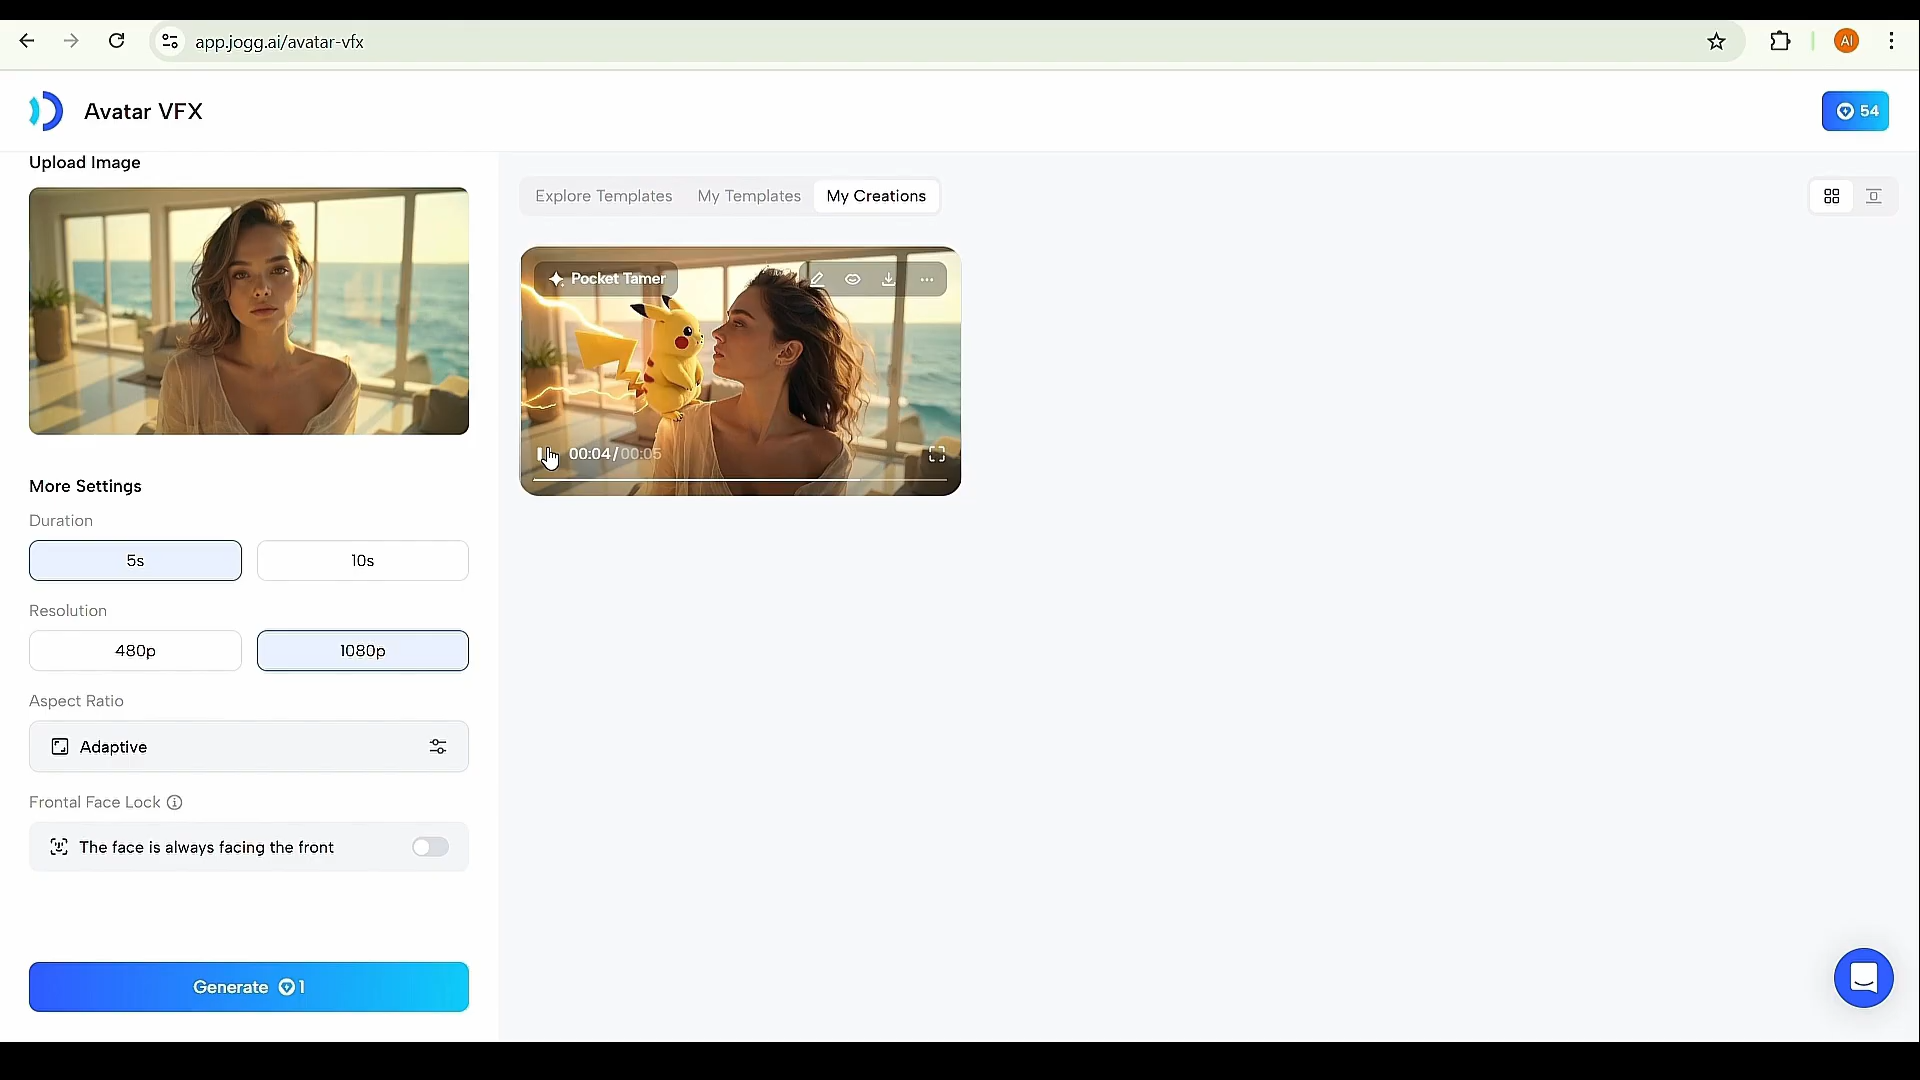 app.jogg.ai/avatar-vfx
AI
Avatar VFX
54
Upload Image
Explore Templates
My Templates
My Creations
Pocket Tamer
00:04/00:05
More Settings
Duration
5s
10s
Resolution
480p
1080p
Aspect Ratio
Adaptive
Frontal Face Lock
The face is always facing the front
Generate 1